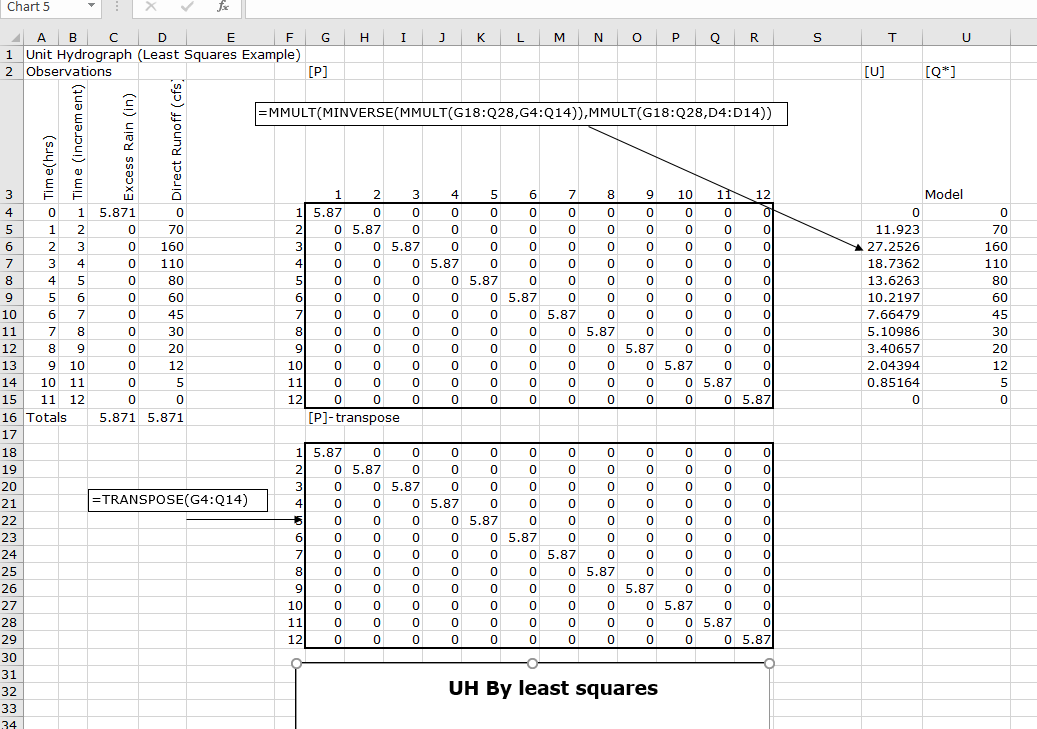 Chart 5 fx
A B C D E F G H I J K L M N O P Q R S T U
1 Unit Hydrograph (Least Squares Example)
2 Observations [P] [U] [Q*]
=MMULT(MINVERSE(MMULT(G18:Q28,G4:Q14)),MMULT(G18:Q28,D4:D14))
3 Time(hrs) Time (increment) Excess Rain (in) Direct Runoff (cfs) 1 2 3 4 5 6 7 8 9 10 11 12 Model
4 0 1 5.871 0 1 5.87 0 0 0 0 0 0 0 0 0 0 0 0 0
5 1 2 0 70 2 0 5.87 0 0 0 0 0 0 0 0 0 0 11.923 70
6 2 3 0 160 3 0 0 5.87 0 0 0 0 0 0 0 0 0 27.2526 160
7 3 4 0 110 4 0 0 0 5.87 0 0 0 0 0 0 0 0 18.7362 110
8 4 5 0 80 5 0 0 0 0 5.87 0 0 0 0 0 0 0 13.6263 80
9 5 6 0 60 6 0 0 0 0 0 5.87 0 0 0 0 0 0 10.2197 60
10 6 7 0 45 7 0 0 0 0 0 0 5.87 0 0 0 0 0 7.66479 45
11 7 8 0 30 8 0 0 0 0 0 0 0 5.87 0 0 0 0 5.10986 30
12 8 9 0 20 9 0 0 0 0 0 0 0 0 5.87 0 0 0 3.40657 20
13 9 10 0 12 10 0 0 0 0 0 0 0 0 0 5.87 0 0 2.04394 12
14 10 11 0 5 11 0 0 0 0 0 0 0 0 0 0 5.87 0 0.85164 5
15 11 12 0 0 12 0 0 0 0 0 0 0 0 0 0 0 5.87 0 0
16 Totals 5.871 5.871 [P]-transpose
17
18 1 5.87 0 0 0 0 0 0 0 0 0 0 0
19 2 0 5.87 0 0 0 0 0 0 0 0 0 0
20 3 0 0 5.87 0 0 0 0 0 0 0 0 0
=TRANSPOSE(G4:Q14)
21 4 0 0 0 5.87 0 0 0 0 0 0 0 0
22 5 0 0 0 0 5.87 0 0 0 0 0 0 0
23 6 0 0 0 0 0 5.87 0 0 0 0 0 0
24 7 0 0 0 0 0 0 5.87 0 0 0 0 0
25 8 0 0 0 0 0 0 0 5.87 0 0 0 0
26 9 0 0 0 0 0 0 0 0 5.87 0 0 0
27 10 0 0 0 0 0 0 0 0 0 5.87 0 0
28 11 0 0 0 0 0 0 0 0 0 0 5.87 0
29 12 0 0 0 0 0 0 0 0 0 0 0 5.87
30
31
32 UH By least squares
33
34